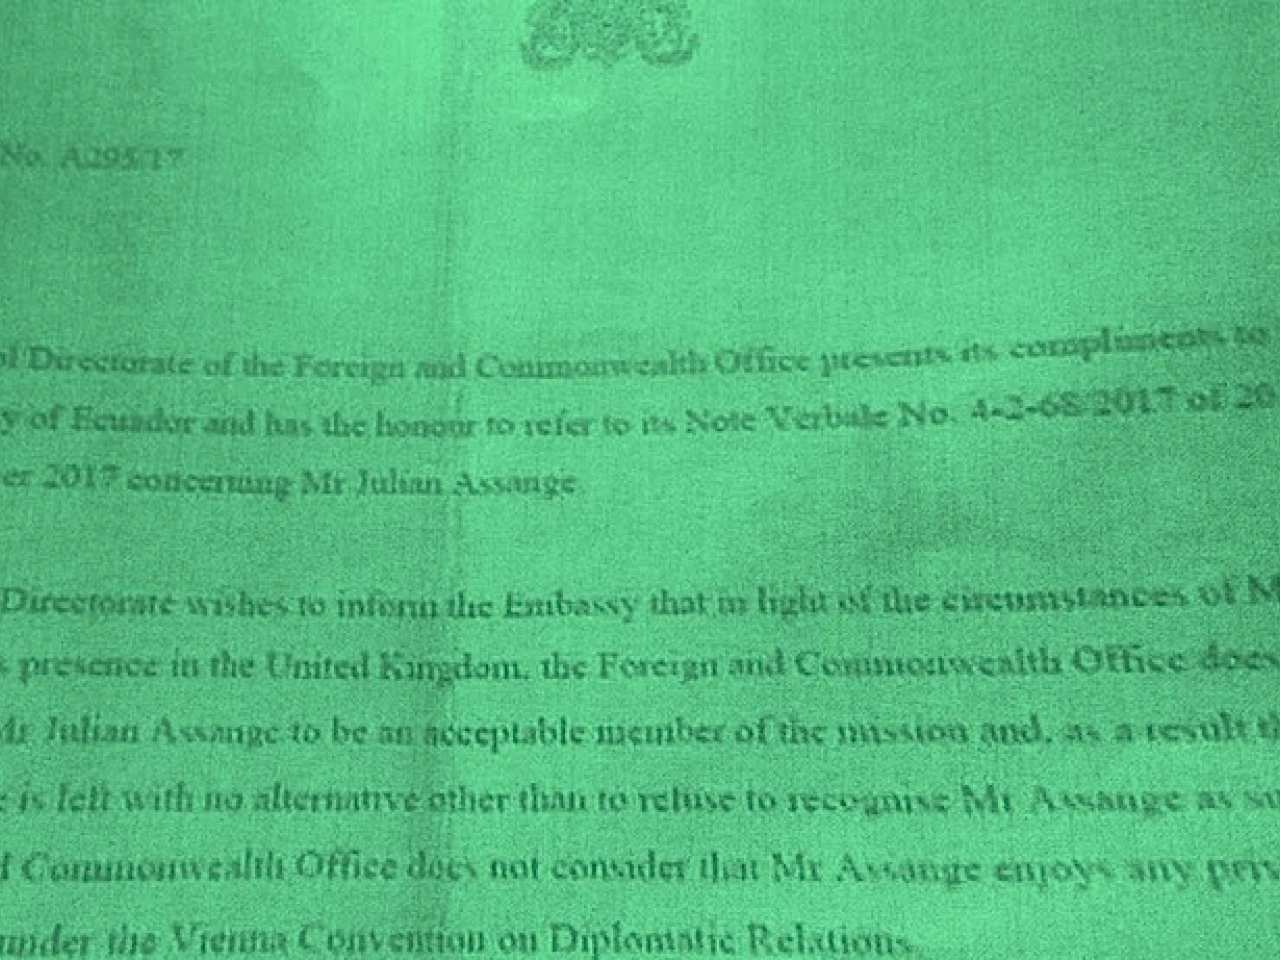 No. A295/17
Directorate of the Foreign and Commonwealth Office presents its compliments to
y of Ecuador and has the honour to refer to its Note Verbale No. 4-2-68/2017 of 20
er 2017 concerning Mr Julian Assange
Directorate wishes to inform the Embassy that in light of the circumstances of M
s presence in the United Kingdom, the Foreign and Commonwealth Office does
Mr Julian Assange to be an acceptable member of the mission and, as a result t
e is left with no alternative other than to refuse to recognise Mr Assange as su
d Commonwealth Office does not consider that Mr Assange enjoys any priv
under the Vienna Convention on Diplomatic Relations.